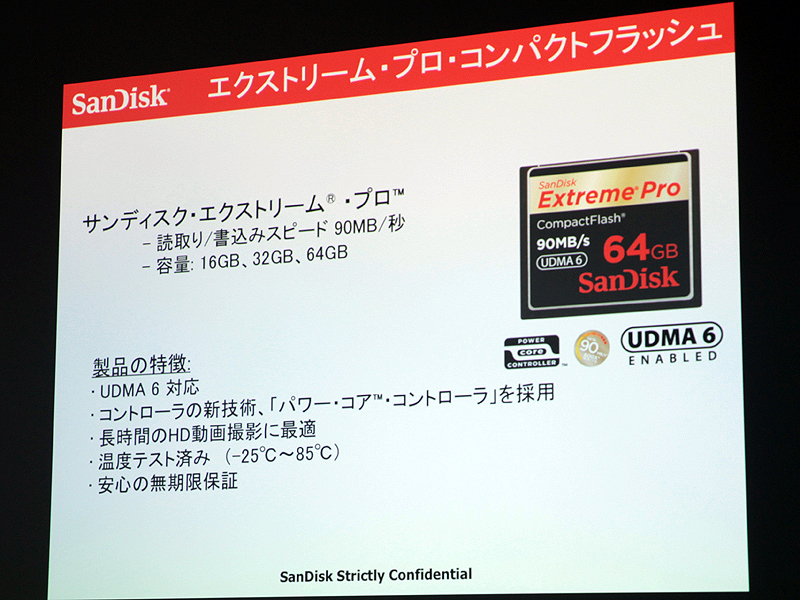 SanDisk®
エクストリーム・プロ・コンパクトフラッシュ
サンディスク・エクストリーム®・プロ™
– 読取り/書込みスピード 90MB/秒
– 容量: 16GB、32GB、64GB
SanDisk
Extreme® Pro
CompactFlash®
90MB/s
UDMA 6
64GB
SanDisk
POWER
core
CONTROLLER™
90
UDMA 6
ENABLED
製品の特徴:
・UDMA 6 対応
・コントローラの新技術、「パワー・コア™・コントローラ」を採用
・長時間のHD動画撮影に最適
・温度テスト済み (-25℃～85℃)
・安心の無期限保証
SanDisk Strictly Confidential